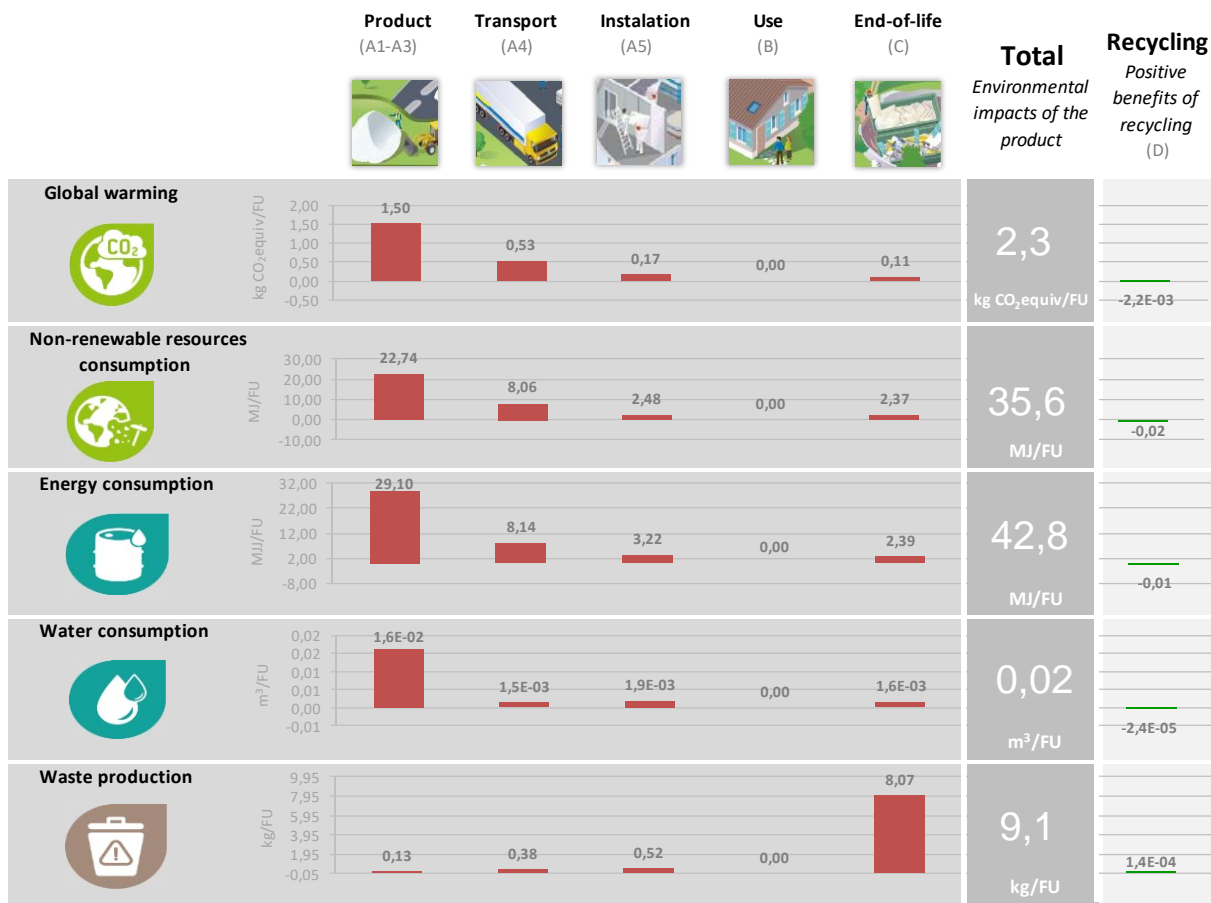 Product
(A1-A3)
Transport
(A4)
Instalation
(A5)
Use
(B)
End-of-life
(C)
Total
Environmental
impacts of the
product
Recycling
Positive
benefits of
recycling
(D)
Global warming
CO2
kg CO2equiv/FU
2,00
1,50
1,00
0,50
0,00
-0,50
1,50
0,53
0,17
0,00
0,11
2,3
kg CO2equiv/FU
-2,2E-03
Non-renewable resources
consumption
MJ/FU
30,00
20,00
10,00
0,00
-10,00
22,74
8,06
2,48
0,00
2,37
35,6
MJ/FU
-0,02
Energy consumption
MJJ/FU
32,00
22,00
12,00
2,00
-8,00
29,10
8,14
3,22
0,00
2,39
42,8
MJ/FU
-0,01
Water consumption
m³/FU
0,02
0,02
0,01
0,01
0,00
-0,01
1,6E-02
1,5E-03
1,9E-03
0,00
1,6E-03
0,02
m³/FU
-2,4E-05
Waste production
kg/FU
9,95
7,95
5,95
3,95
1,95
-0,05
0,13
0,38
0,52
0,00
8,07
9,1
kg/FU
1,4E-04